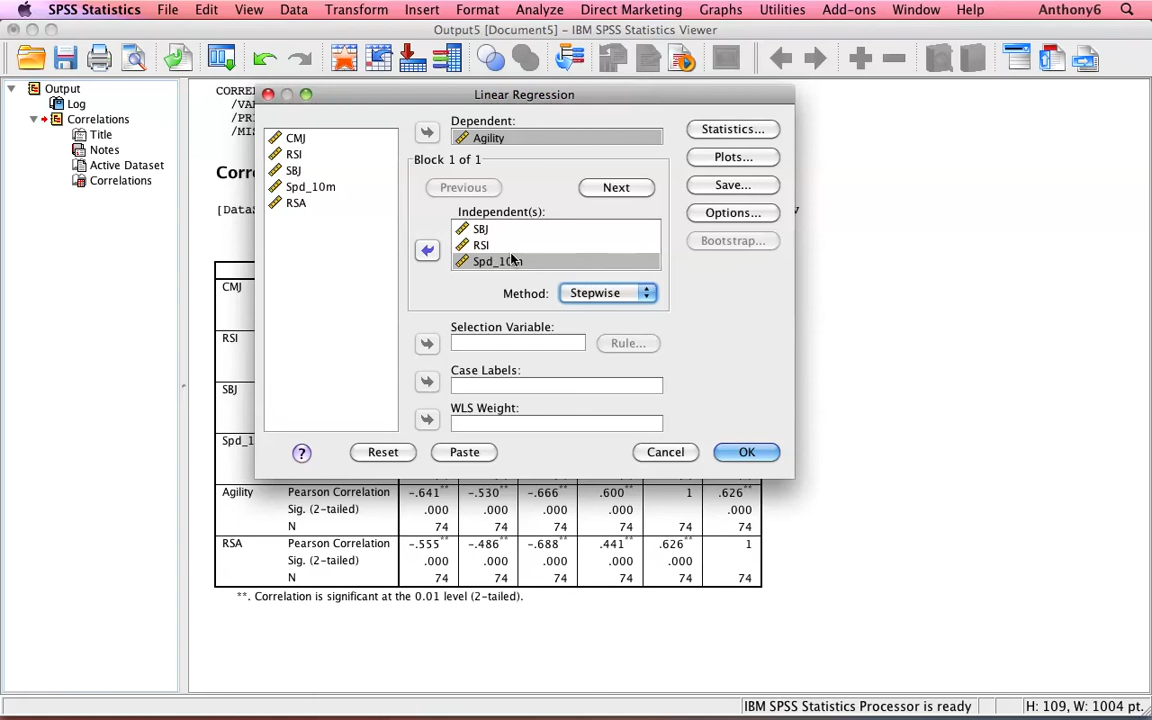 SPSS Statistics File Edit View Data Transform Insert Format Analyze Direct Marketing Graphs Utilities Add-ons Window Help Anthony6
Output5 [Document5] – IBM SPSS Statistics Viewer
Output
Log
Correlations
Title
Notes
Active Dataset
Correlations
CORRE
/VA
/PR
/MI
Corr
[DataS
Linear Regression
CMJ
RSI
SBJ
Spd_10m
RSA
Dependent:
Agility
Block 1 of 1
Previous Next
Independent(s):
SBJ
RSI
Spd_10m
Method: Stepwise
Selection Variable:
Rule...
Case Labels:
WLS Weight:
Statistics...
Plots...
Save...
Options...
Bootstrap...
? Reset Paste Cancel OK
CMJ
RSI
SBJ
Spd_1
Agility Pearson Correlation -.641** -.530** -.666** .600** 1 .626**
Sig. (2-tailed) .000 .000 .000 .000 .000
N 74 74 74 74 74 74
RSA Pearson Correlation -.555** -.486** -.688** .441** .626** 1
Sig. (2-tailed) .000 .000 .000 .000 .000
N 74 74 74 74 74 74
**. Correlation is significant at the 0.01 level (2-tailed).
IBM SPSS Statistics Processor is ready H: 109, W: 1004 pt.